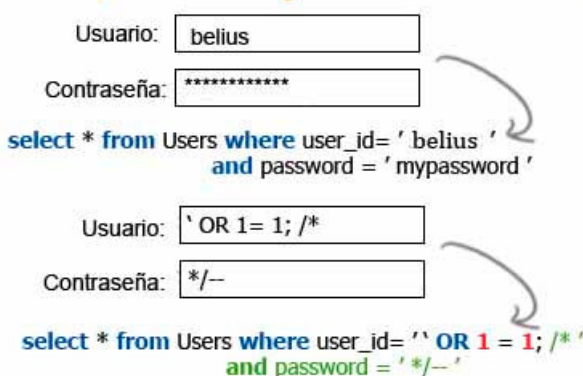 Usuario: belius
Contraseña: ************
select * from Users where user_id= ' belius '
and password = ' mypassword '
Usuario: ` OR 1= 1; /*
Contraseña: */--
select * from Users where user_id= '` OR 1 = 1; /* '
and password = ' */-- '